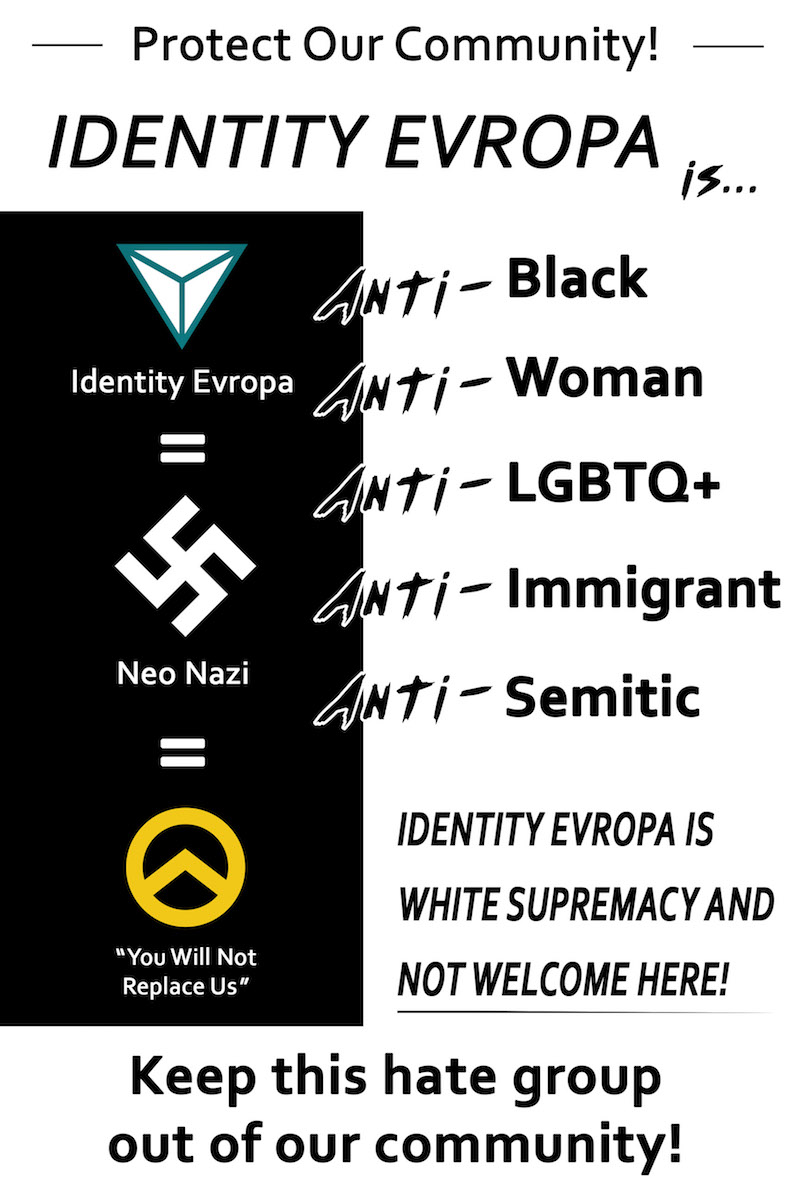 Protect Our Community!
IDENTITY EVROPA is...
Identity Evropa
=
Neo Nazi
=
“You Will Not
Replace Us”
ANTi- Black
ANTi- Woman
ANTi- LGBTQ+
ANTi- Immigrant
ANTi- Semitic
IDENTITY EVROPA IS
WHITE SUPREMACY AND
NOT WELCOME HERE!
Keep this hate group
out of our community!